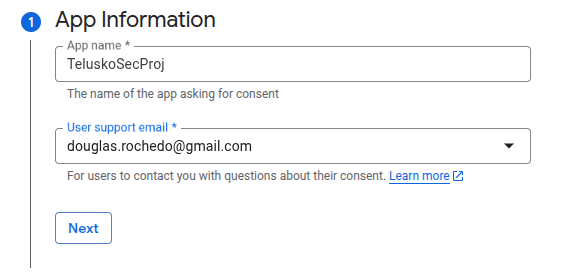 1 App Information
App name *
TeluskoSecProj
The name of the app asking for consent
User support email *
douglas.rochedo@gmail.com
For users to contact you with questions about their consent. Learn more
Next